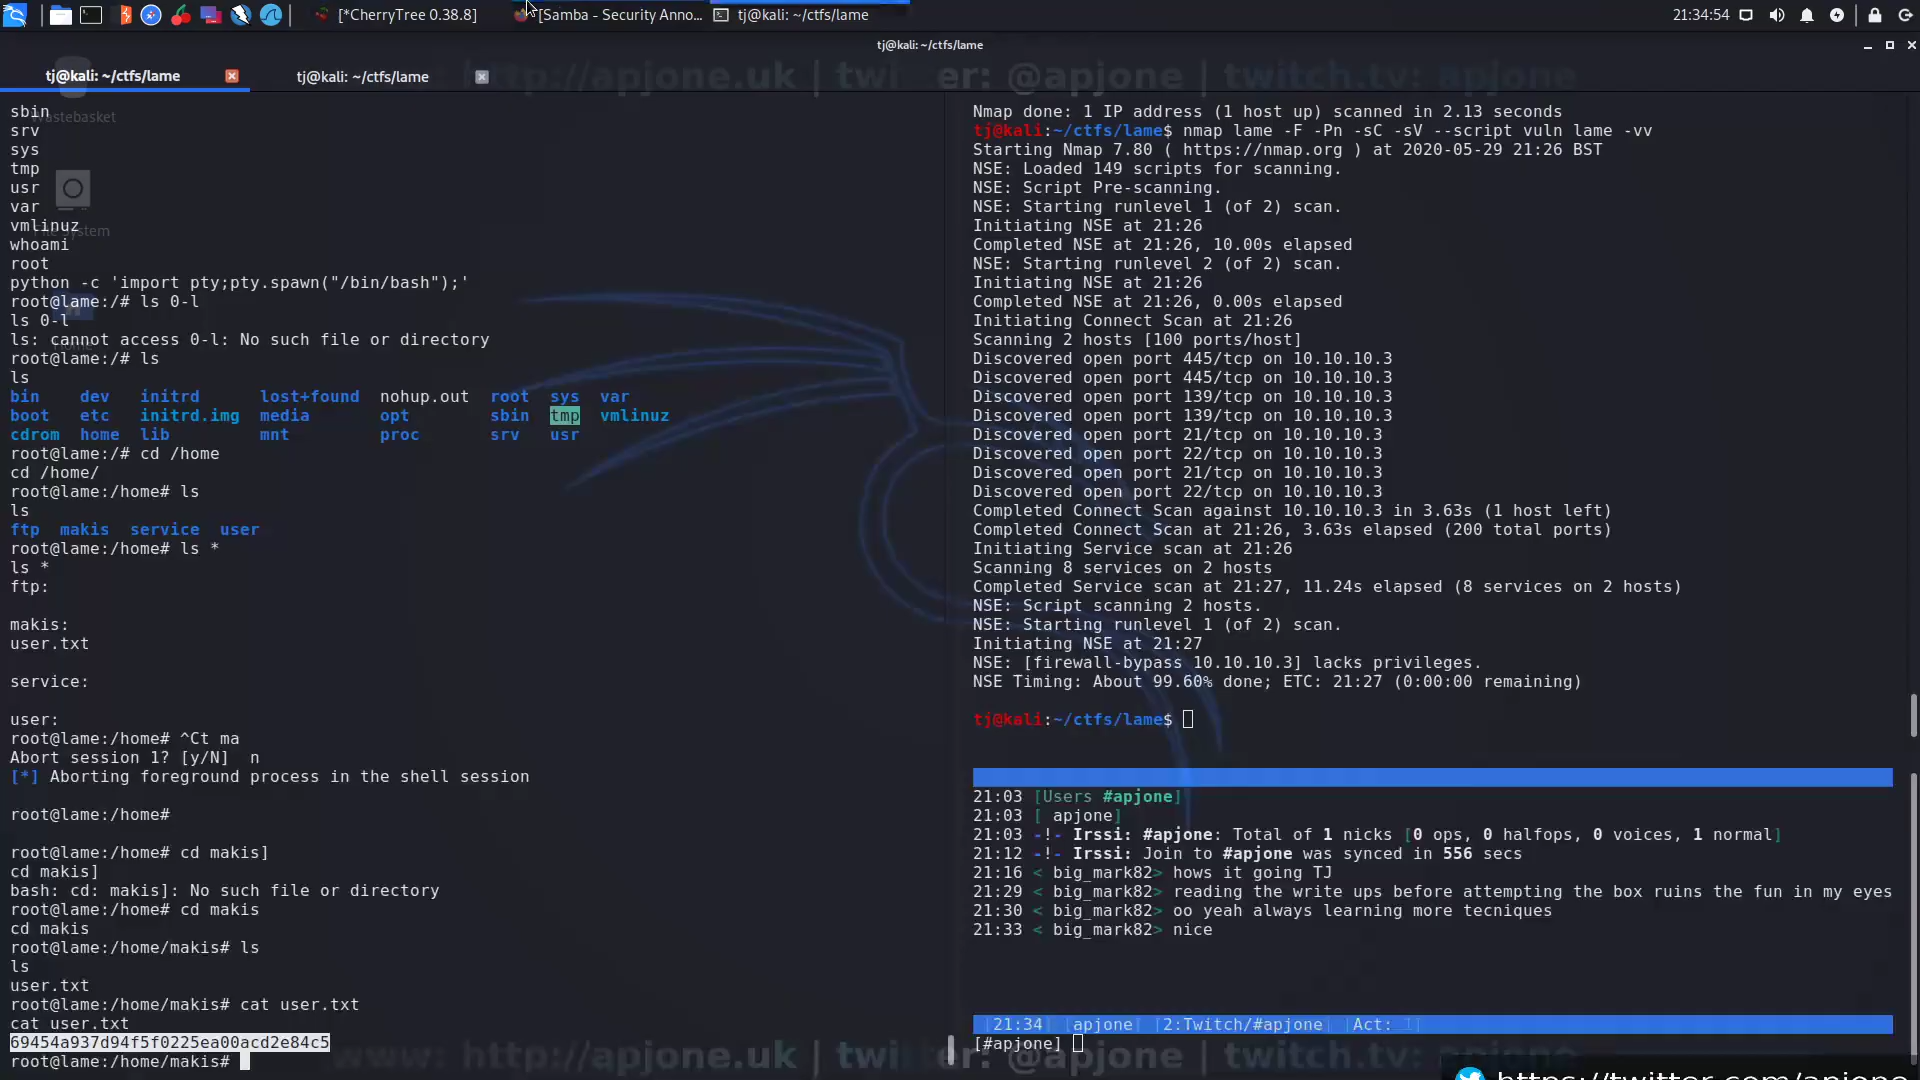 [*CherryTree 0.38.8]
[Samba - Security Anno...
tj@kali: ~/ctfs/lame
21:34:54
tj@kali: ~/ctfs/lame
tj@kali: ~/ctfs/lame
tj@kali: ~/ctfs/lame
http://apjone.uk | twi er: @apjone | twitch.tv: apjone
Wastebasket
File System
sbin
srv
sys
tmp
usr
var
vmlinuz
whoami
root
python -c 'import pty;pty.spawn("/bin/bash");'
root@lame:/# ls 0-l
ls 0-l
ls: cannot access 0-l: No such file or directory
root@lame:/# ls
ls
bin dev initrd lost+found nohup.out root sys var
boot etc initrd.img media opt sbin tmp vmlinuz
cdrom home lib mnt proc srv usr
root@lame:/# cd /home
cd /home/
root@lame:/home# ls
ls
ftp makis service user
root@lame:/home# ls *
ls *
ftp:
makis:
user.txt
service:
user:
root@lame:/home# ^Ct ma
Abort session 1? [y/N] n
[*] Aborting foreground process in the shell session
root@lame:/home#
root@lame:/home# cd makis]
cd makis]
bash: cd: makis]: No such file or directory
root@lame:/home# cd makis
cd makis
root@lame:/home/makis# ls
ls
user.txt
root@lame:/home/makis# cat user.txt
cat user.txt
69454a937d94f5f0225ea00acd2e84c5
root@lame:/home/makis#
Nmap done: 1 IP address (1 host up) scanned in 2.13 seconds
tj@kali:~/ctfs/lame$ nmap lame -F -Pn -sC -sV --script vuln lame -vv
Starting Nmap 7.80 ( https://nmap.org ) at 2020-05-29 21:26 BST
NSE: Loaded 149 scripts for scanning.
NSE: Script Pre-scanning.
NSE: Starting runlevel 1 (of 2) scan.
Initiating NSE at 21:26
Completed NSE at 21:26, 10.00s elapsed
NSE: Starting runlevel 2 (of 2) scan.
Initiating NSE at 21:26
Completed NSE at 21:26, 0.00s elapsed
Initiating Connect Scan at 21:26
Scanning 2 hosts [100 ports/host]
Discovered open port 445/tcp on 10.10.10.3
Discovered open port 445/tcp on 10.10.10.3
Discovered open port 139/tcp on 10.10.10.3
Discovered open port 139/tcp on 10.10.10.3
Discovered open port 21/tcp on 10.10.10.3
Discovered open port 22/tcp on 10.10.10.3
Discovered open port 21/tcp on 10.10.10.3
Discovered open port 22/tcp on 10.10.10.3
Completed Connect Scan against 10.10.10.3 in 3.63s (1 host left)
Completed Connect Scan at 21:26, 3.63s elapsed (200 total ports)
Initiating Service scan at 21:26
Scanning 8 services on 2 hosts
Completed Service scan at 21:27, 11.24s elapsed (8 services on 2 hosts)
NSE: Script scanning 2 hosts.
NSE: Starting runlevel 1 (of 2) scan.
Initiating NSE at 21:27
NSE: [firewall-bypass 10.10.10.3] lacks privileges.
NSE Timing: About 99.60% done; ETC: 21:27 (0:00:00 remaining)
tj@kali:~/ctfs/lame$
21:03 [Users #apjone]
21:03 [ apjone]
21:03 -!- Irssi: #apjone: Total of 1 nicks [0 ops, 0 halfops, 0 voices, 1 normal]
21:12 -!- Irssi: Join to #apjone was synced in 556 secs
21:16 < big_mark82> hows it going TJ
21:29 < big_mark82> reading the write ups before attempting the box ruins the fun in my eyes
21:30 < big_mark82> oo yeah always learning more tecniques
21:33 < big_mark82> nice
[21:34] [apjone] [2:Twitch/#apjone] [Act: 1]
[#apjone]
www: http://apjone.uk | twitter: @apjone | twitch.tv: apjone
https://twitter.com/apjone